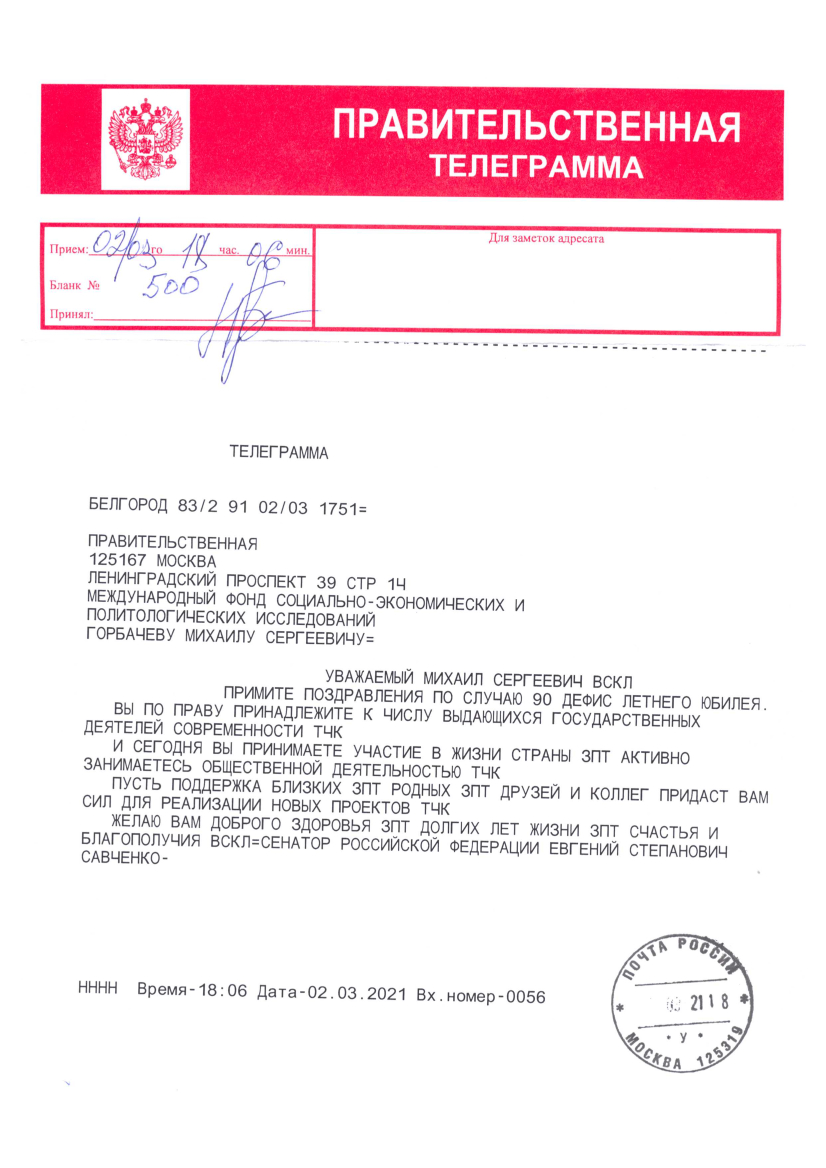 ПРАВИТЕЛЬСТВЕННАЯ
ТЕЛЕГРАММА
Прием: 02/03 го 18 час. 06 мин.
Бланк № 500
Принял:
Для заметок адресата
ТЕЛЕГРАММА
БЕЛГОРОД 83/2 91 02/03 1751=
ПРАВИТЕЛЬСТВЕННАЯ
125167 МОСКВА
ЛЕНИНГРАДСКИЙ ПРОСПЕКТ 39 СТР 14
МЕЖДУНАРОДНЫЙ ФОНД СОЦИАЛЬНО-ЭКОНОМИЧЕСКИХ И
ПОЛИТОЛОГИЧЕСКИХ ИССЛЕДОВАНИЙ
ГОРБАЧЕВУ МИХАИЛУ СЕРГЕЕВИЧУ=
УВАЖАЕМЫЙ МИХАИЛ СЕРГЕЕВИЧ ВСКЛ
ПРИМИТЕ ПОЗДРАВЛЕНИЯ ПО СЛУЧАЮ 90 ДЕФИС ЛЕТНЕГО ЮБИЛЕЯ.
ВЫ ПО ПРАВУ ПРИНАДЛЕЖИТЕ К ЧИСЛУ ВЫДАЮЩИХСЯ ГОСУДАРСТВЕННЫХ
ДЕЯТЕЛЕЙ СОВРЕМЕННОСТИ ТЧК
И СЕГОДНЯ ВЫ ПРИНИМАЕТЕ УЧАСТИЕ В ЖИЗНИ СТРАНЫ ЗПТ АКТИВНО
ЗАНИМАЕТЕСЬ ОБЩЕСТВЕННОЙ ДЕЯТЕЛЬНОСТЬЮ ТЧК
ПУСТЬ ПОДДЕРЖКА БЛИЗКИХ ЗПТ РОДНЫХ ЗПТ ДРУЗЕЙ И КОЛЛЕГ ПРИДАСТ ВАМ
СИЛ ДЛЯ РЕАЛИЗАЦИИ НОВЫХ ПРОЕКТОВ ТЧК
ЖЕЛАЮ ВАМ ДОБРОГО ЗДОРОВЬЯ ЗПТ ДОЛГИХ ЛЕТ ЖИЗНИ ЗПТ СЧАСТЬЯ И
БЛАГОПОЛУЧИЯ ВСКЛ=СЕНАТОР РОССИЙСКОЙ ФЕДЕРАЦИИ ЕВГЕНИЙ СТЕПАНОВИЧ
САВЧЕНКО-
НННН Время-18:06 Дата-02.03.2021 Вх.номер-0056
ПОЧТА РОССИИ
21 18
* У *
МОСКВА 125319